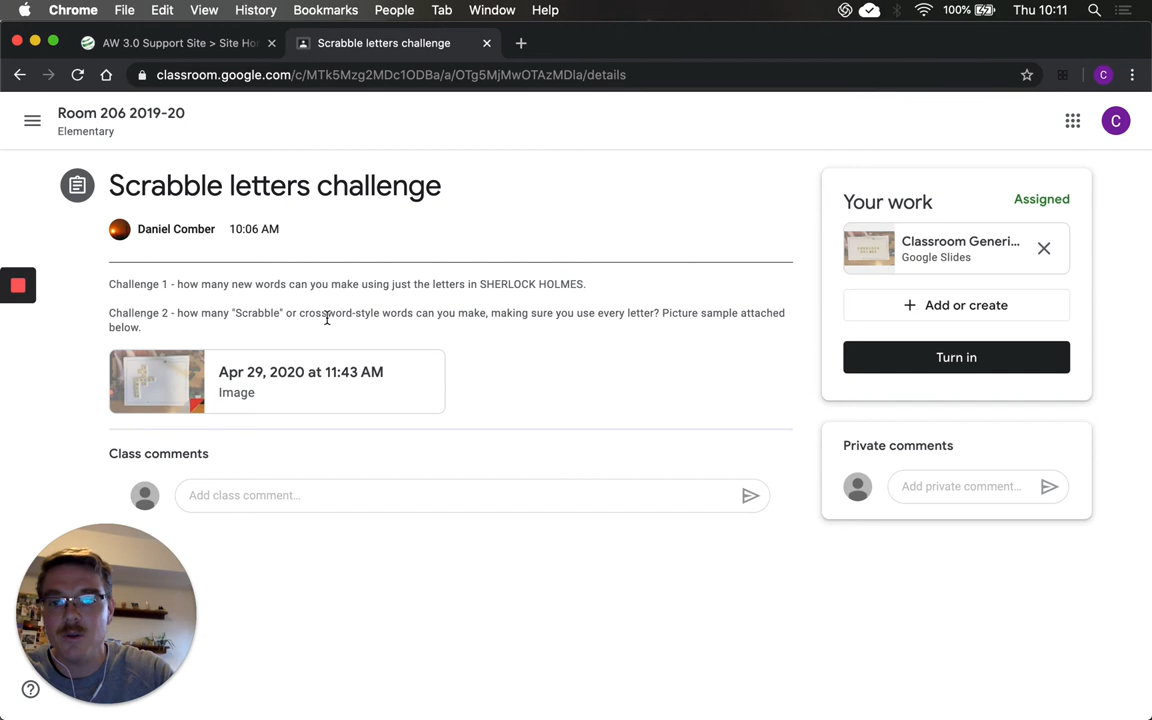 Chrome File Edit View History Bookmarks People Tab Window Help 100% Thu 10:11
AW 3.0 Support Site > Site Ho Scrabble letters challenge
classroom.google.com/c/MTk5Mzg2MDc1ODBa/a/OTg5MjMwOTAzMDla/details C
Room 206 2019-20
Elementary
C
Scrabble letters challenge
Daniel Comber 10:06 AM
Challenge 1 - how many new words can you make using just the letters in SHERLOCK HOLMES.
Challenge 2 - how many "Scrabble" or crossword-style words can you make, making sure you use every letter? Picture sample attached
below.
Apr 29, 2020 at 11:43 AM
Image
Class comments
Add class comment...
Your work Assigned
Classroom Generi...
Google Slides
Add or create
Turn in
Private comments
Add private comment...